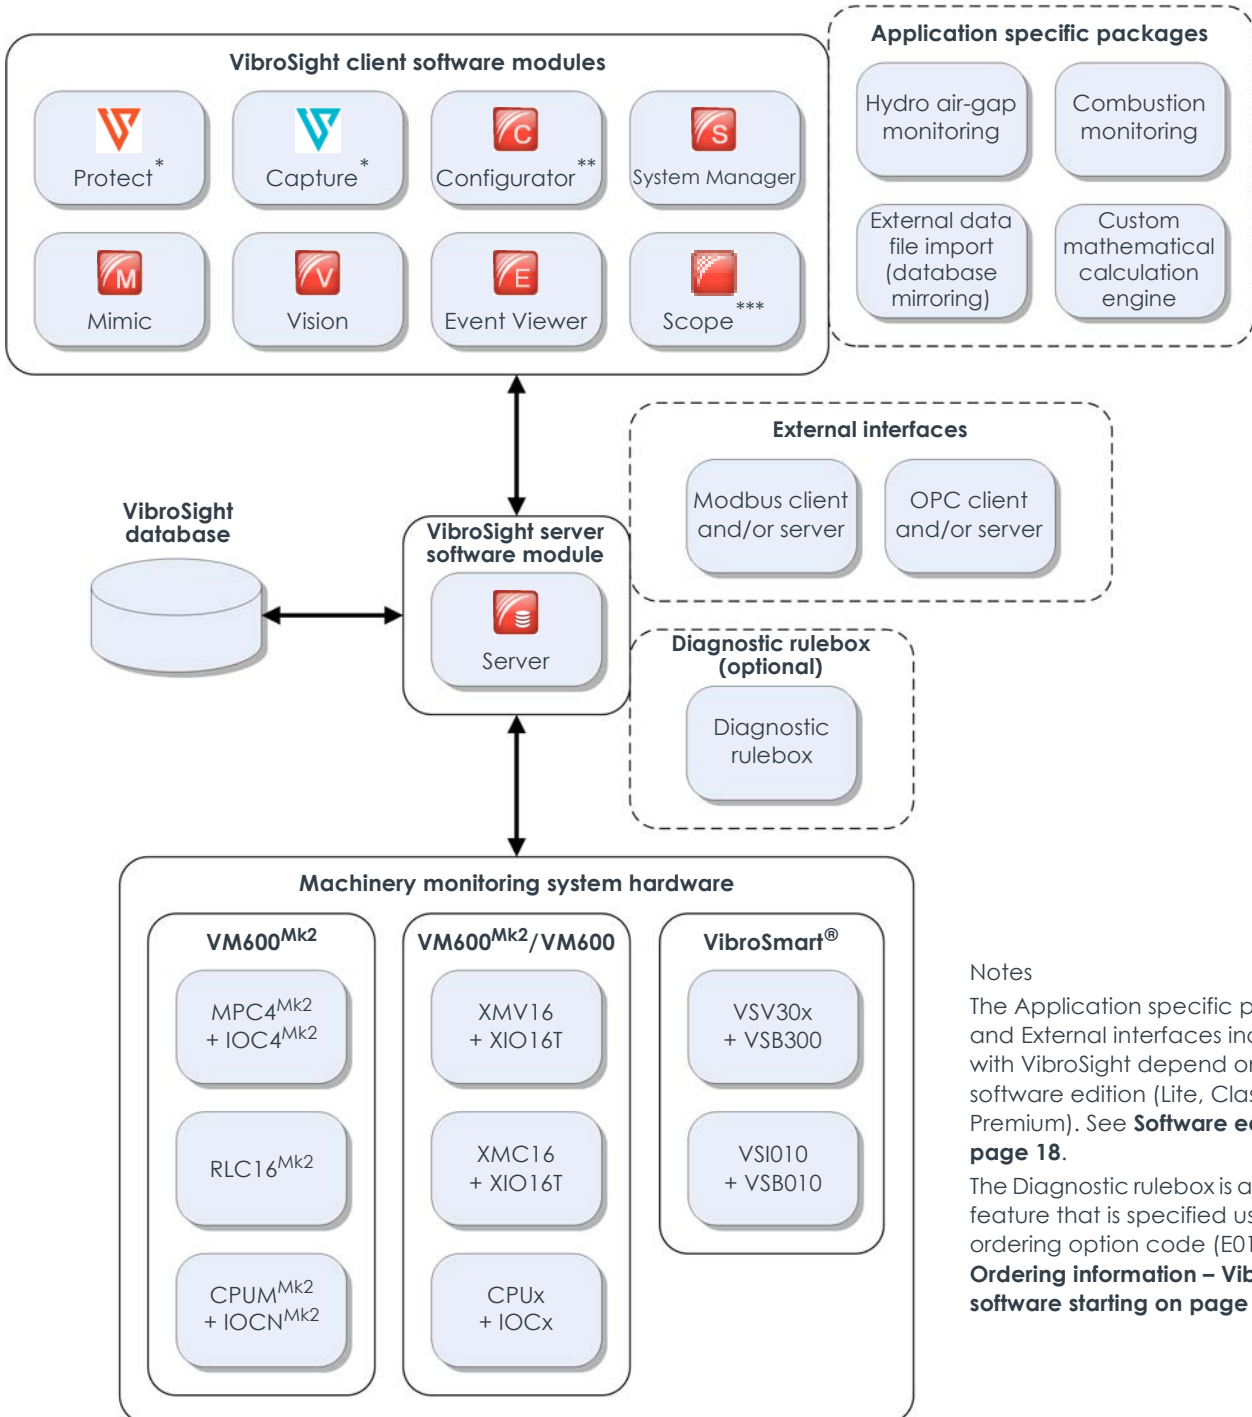 VibroSight client software modules
Protect*
Capture*
Configurator**
System Manager
Mimic
Vision
Event Viewer
Scope***
Application specific packages
Hydro air-gap
monitoring
Combustion
monitoring
External data
file import
(database
mirroring)
Custom
mathematical
calculation
engine
External interfaces
Modbus client
and/or server
OPC client
and/or server
VibroSight
database
VibroSight server
software module
Server
Diagnostic rulebox
(optional)
Diagnostic
rulebox
Machinery monitoring system hardware
VM600Mk2
MPC4Mk2
+ IOC4Mk2
RLC16Mk2
CPUMMk2
+ IOCNMk2
VM600Mk2/VM600
XMV16
+ XIO16T
XMC16
+ XIO16T
CPUx
+ IOCx
VibroSmart®
VSV30x
+ VSB300
VSI010
+ VSB010
Notes
The Application specific
and External interfaces
with VibroSight depend
software edition (Lite,
Premium). See Software
page 18.
The Diagnostic rulebox is
feature that is specified
ordering option code (E01
Ordering information –
software starting on page